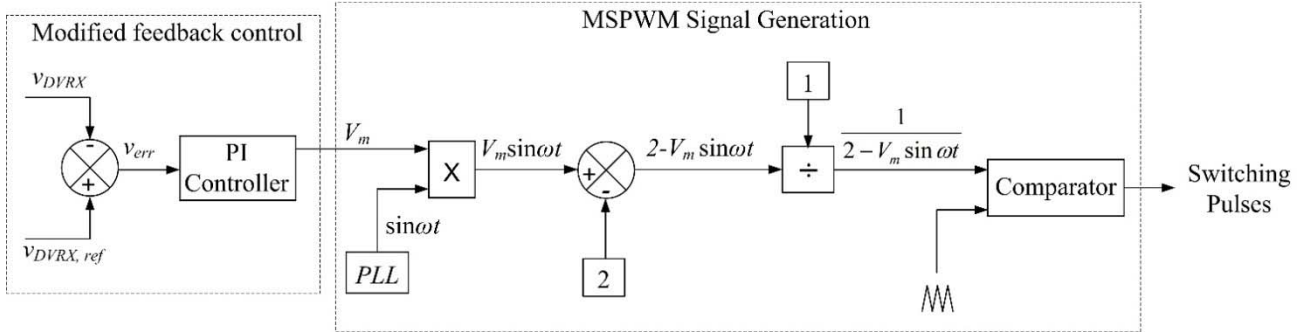 Modified feedback control
v_DVRX
-
+
v_err
v_DVRX, ref
PI
Controller
MSPWM Signal Generation
V_m
X
sinωt
PLL
V_m sinωt
+
-
2
2-V_m sinωt
1
÷
1
2 − V_m sin ωt
Comparator
Switching
Pulses